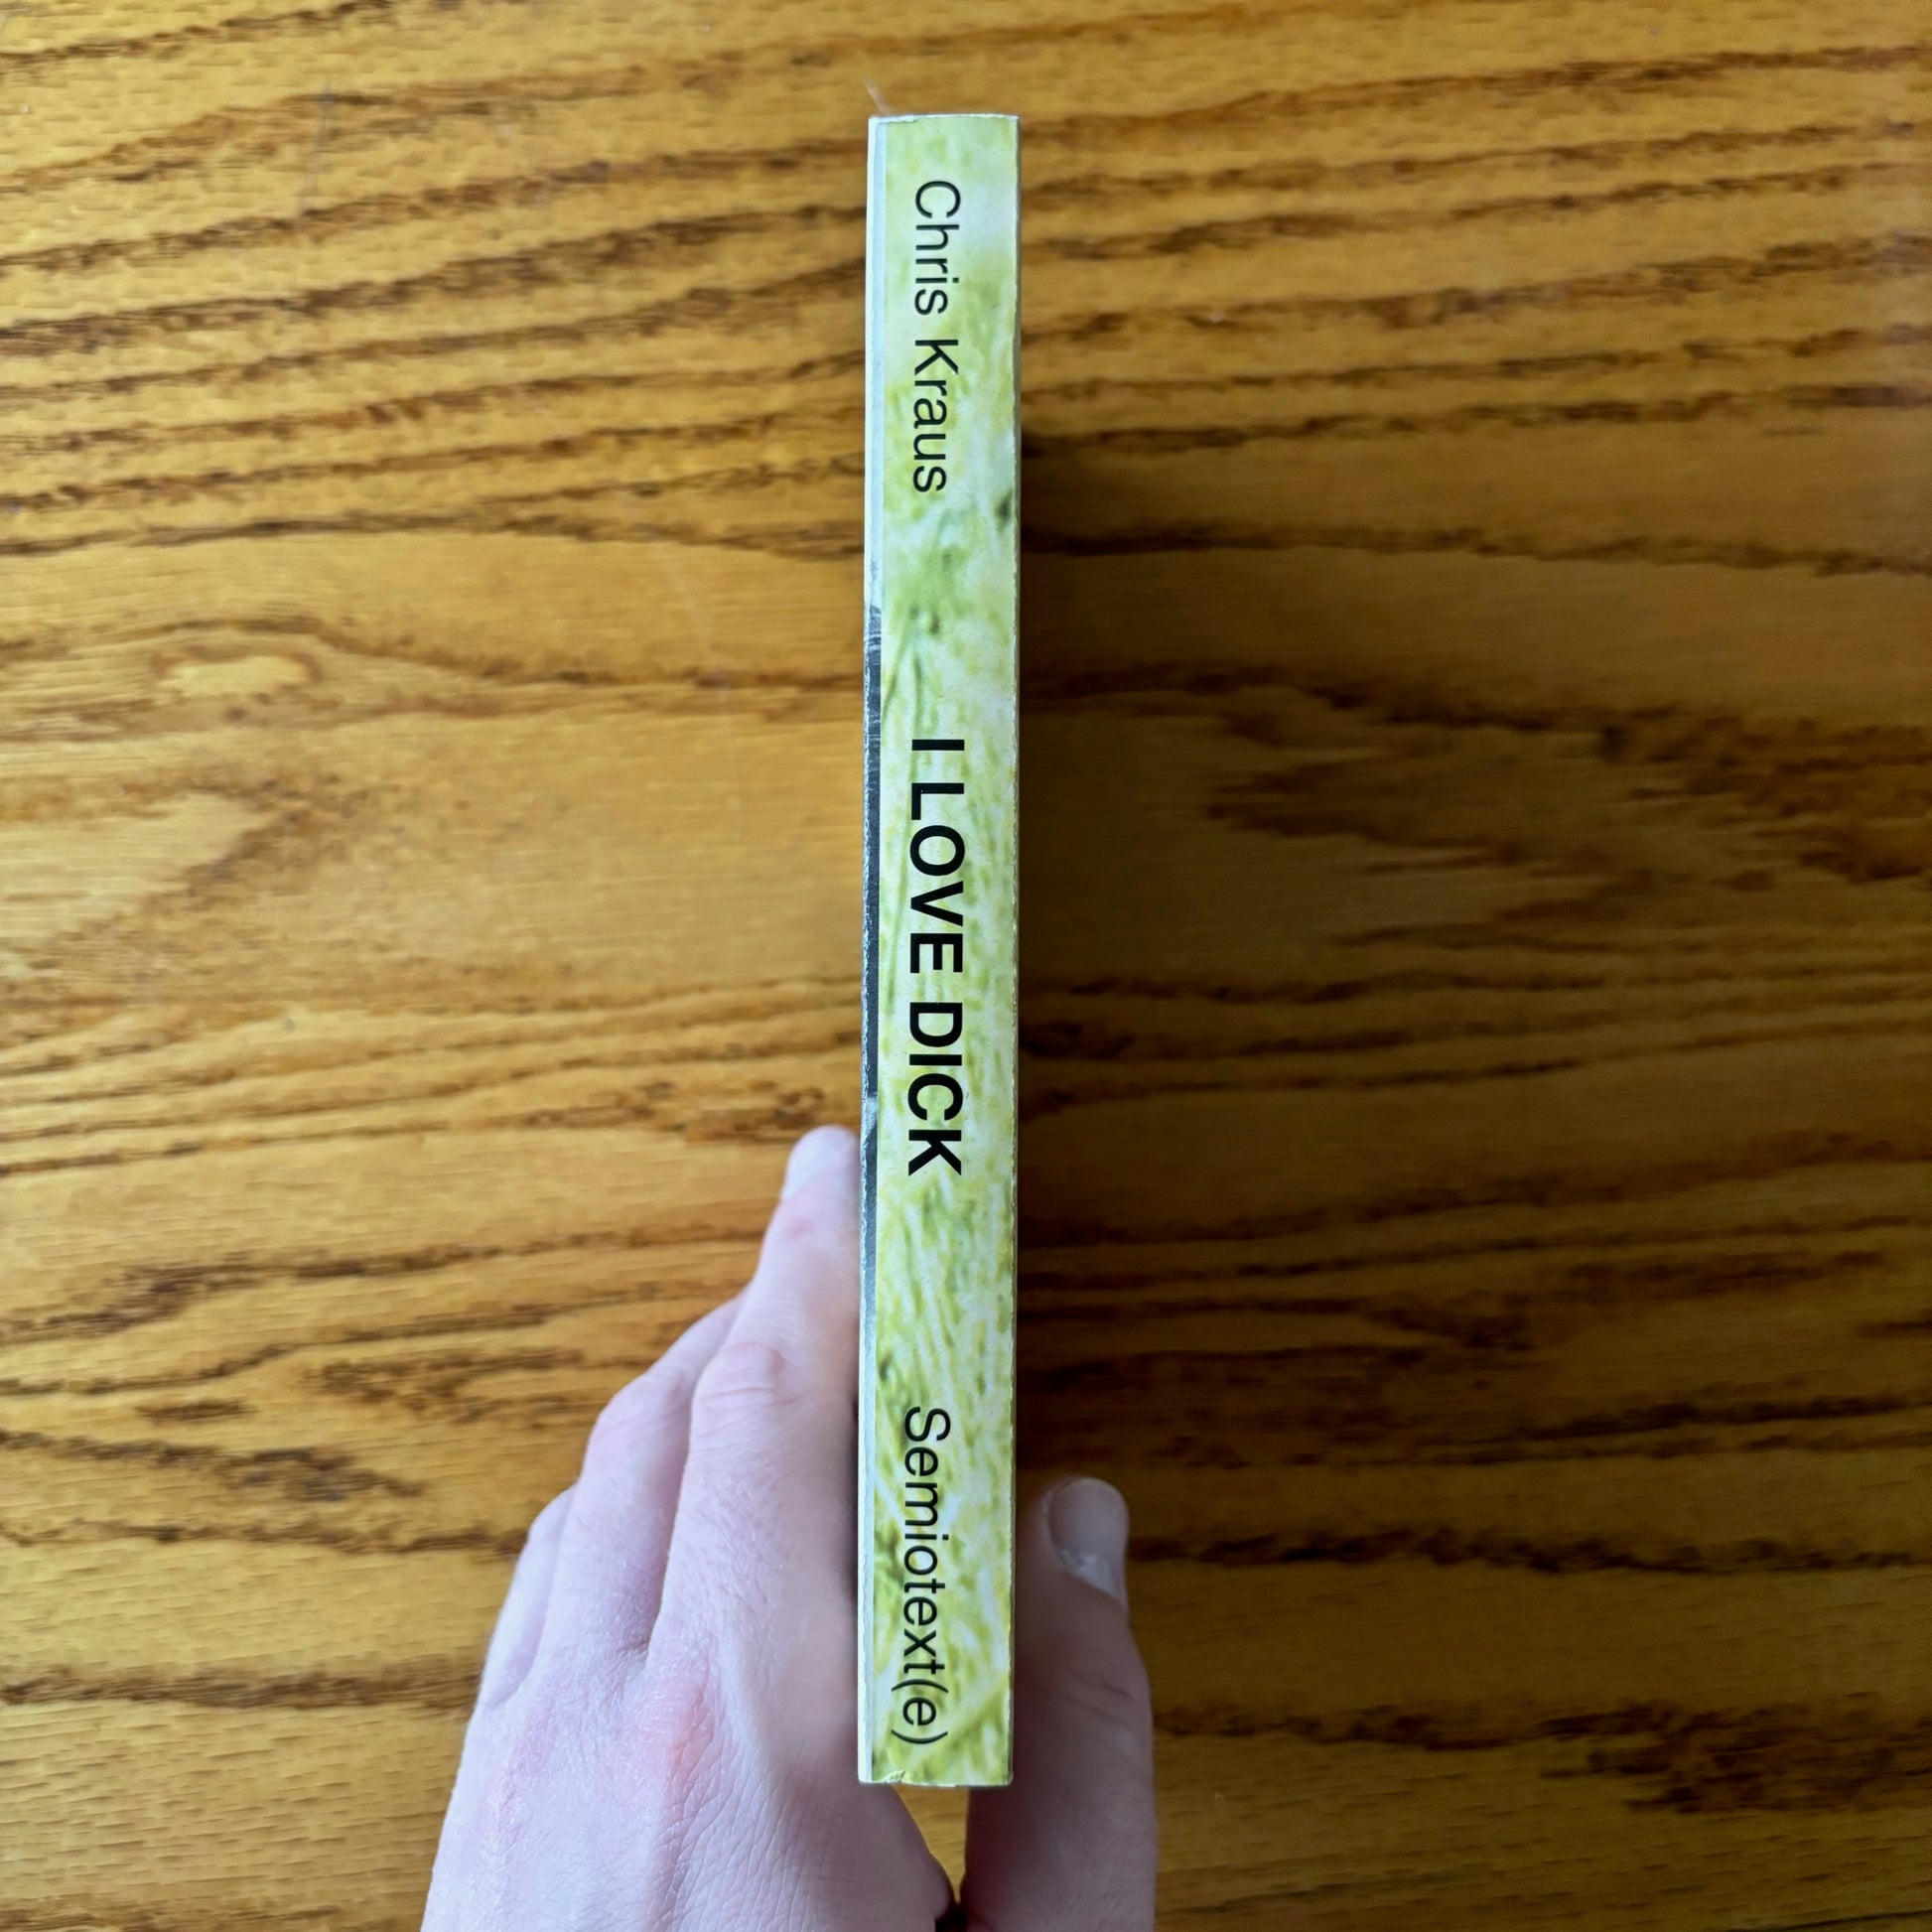 Chris Kraus
I LOVE DICK
Semiotext(e)